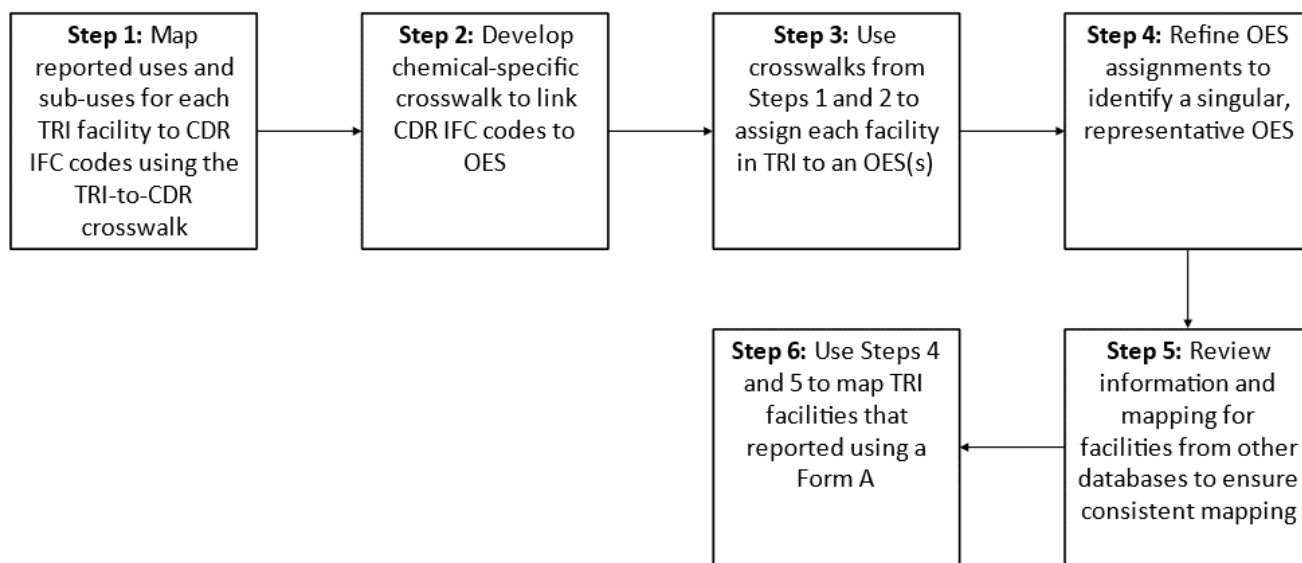 Step 1: Map
reported uses and
sub-uses for each
TRI facility to CDR
IFC codes using the
TRI-to-CDR
crosswalk
Step 2: Develop
chemical-specific
crosswalk to link
CDR IFC codes to
OES
Step 3: Use
crosswalks from
Steps 1 and 2 to
assign each facility
in TRI to an OES(s)
Step 4: Refine OES
assignments to
identify a singular,
representative OES
Step 5: Review
information and
mapping for
facilities from other
databases to ensure
consistent mapping
Step 6: Use Steps 4
and 5 to map TRI
facilities that
reported using a
Form A